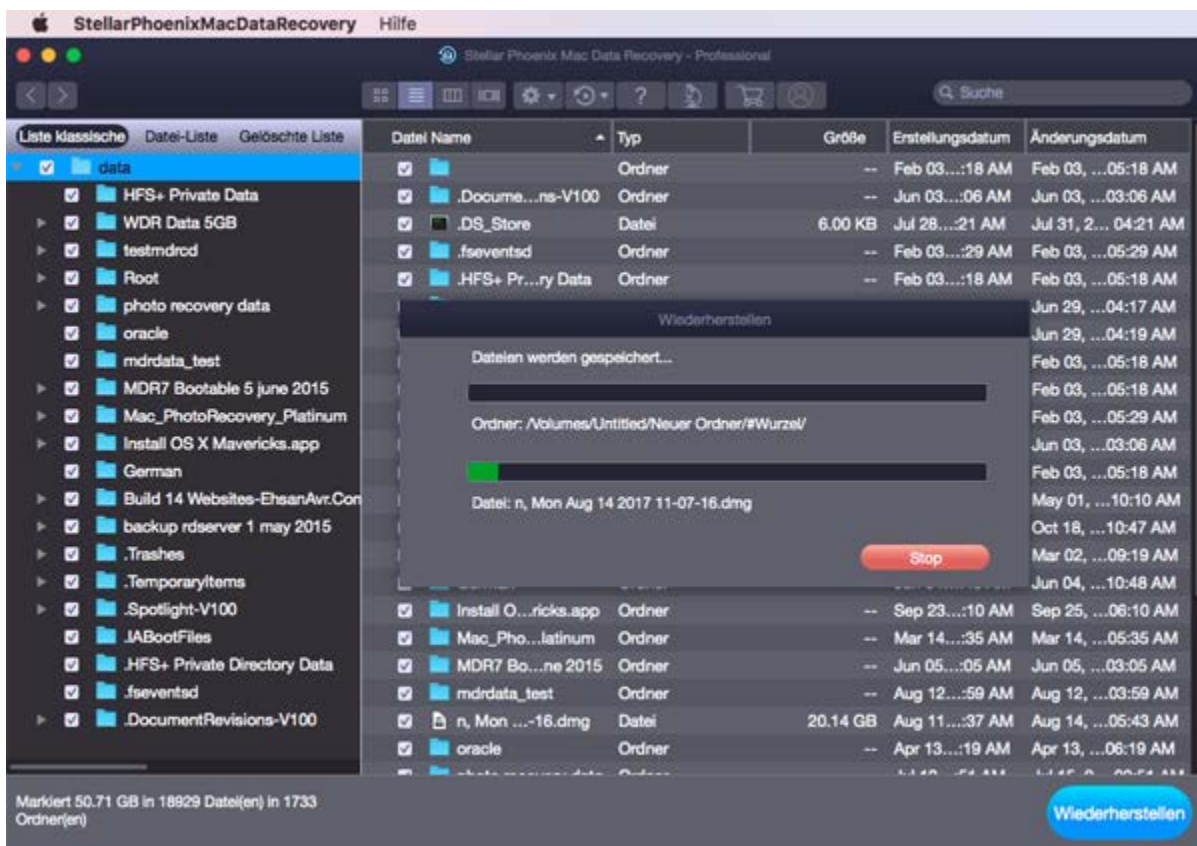 StellarPhoenixMacDataRecovery Hilfe
Stellar Phoenix Mac Data Recovery - Professional
Suche
Liste klassische Datei-Liste Gelöschte Liste
data
HFS+ Private Data
WDR Data 5GB
testmdrcd
Root
photo recovery data
oracle
mdrdata_test
MDR7 Bootable 5 june 2015
Mac_PhotoRecovery_Platinum
Install OS X Mavericks.app
German
Build 14 Websites-EhsanAvr.Con
backup rdserver 1 may 2015
.Trashes
.TemporaryItems
.Spotlight-V100
.IABootFiles
.HFS+ Private Directory Data
.fseventsd
.DocumentRevisions-V100
Datei Name Typ Größe Erstellungsdatum Änderungsdatum
Ordner -- Feb 03...:18 AM Feb 03, ...05:18 AM
.Docume...ns-V100 Ordner -- Jun 03...:06 AM Jun 03, ...03:06 AM
.DS_Store Datei 6.00 KB Jul 28...:21 AM Jul 31, 2... 04:21 AM
.fseventsd Ordner -- Feb 03...:29 AM Feb 03, ...05:29 AM
.HFS+ Pr...ry Data Ordner -- Feb 03...:18 AM Feb 03, ...05:18 AM
Jun 29, ...04:17 AM
Jun 29, ...04:19 AM
Feb 03, ...05:18 AM
Feb 03, ...05:18 AM
Feb 03, ...05:29 AM
Jun 03, ...03:06 AM
Feb 03, ...05:18 AM
May 01, ...10:10 AM
Oct 18, ...10:47 AM
Mar 02, ...09:19 AM
Jun 04, ...10:48 AM
Install O...ricks.app Ordner -- Sep 23...:10 AM Sep 25, ...06:10 AM
Mac_Pho...latinum Ordner -- Mar 14...:35 AM Mar 14, ...05:35 AM
MDR7 Bo...ne 2015 Ordner -- Jun 05...:05 AM Jun 05, ...03:05 AM
mdrdata_test Ordner -- Aug 12...:59 AM Aug 12, ...03:59 AM
n, Mon ...-16.dmg Datei 20.14 GB Aug 11...:37 AM Aug 14, ...05:43 AM
oracle Ordner -- Apr 13...:19 AM Apr 13, ...06:19 AM
Wiederherstellen
Dateien werden gespeichert...
Ordner: /Volumes/Untitled/Neuer Ordner/#Wurzel/
Datei: n, Mon Aug 14 2017 11-07-16.dmg
Stop
Markiert 50.71 GB in 18929 Datei(en) in 1733
Ordner(en)
Wiederherstellen